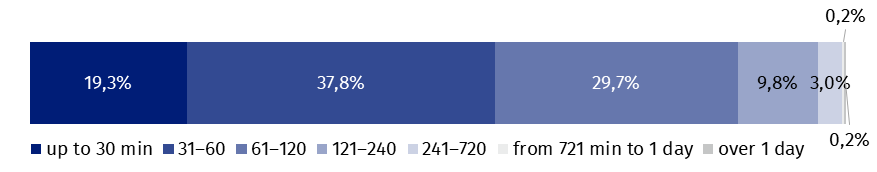 0,2%
19,3% 37,8% 29,7% 9,8% 3,0%
0,2%
up to 30 min 31–60 61–120 121–240 241–720 from 721 min to 1 day over 1 day